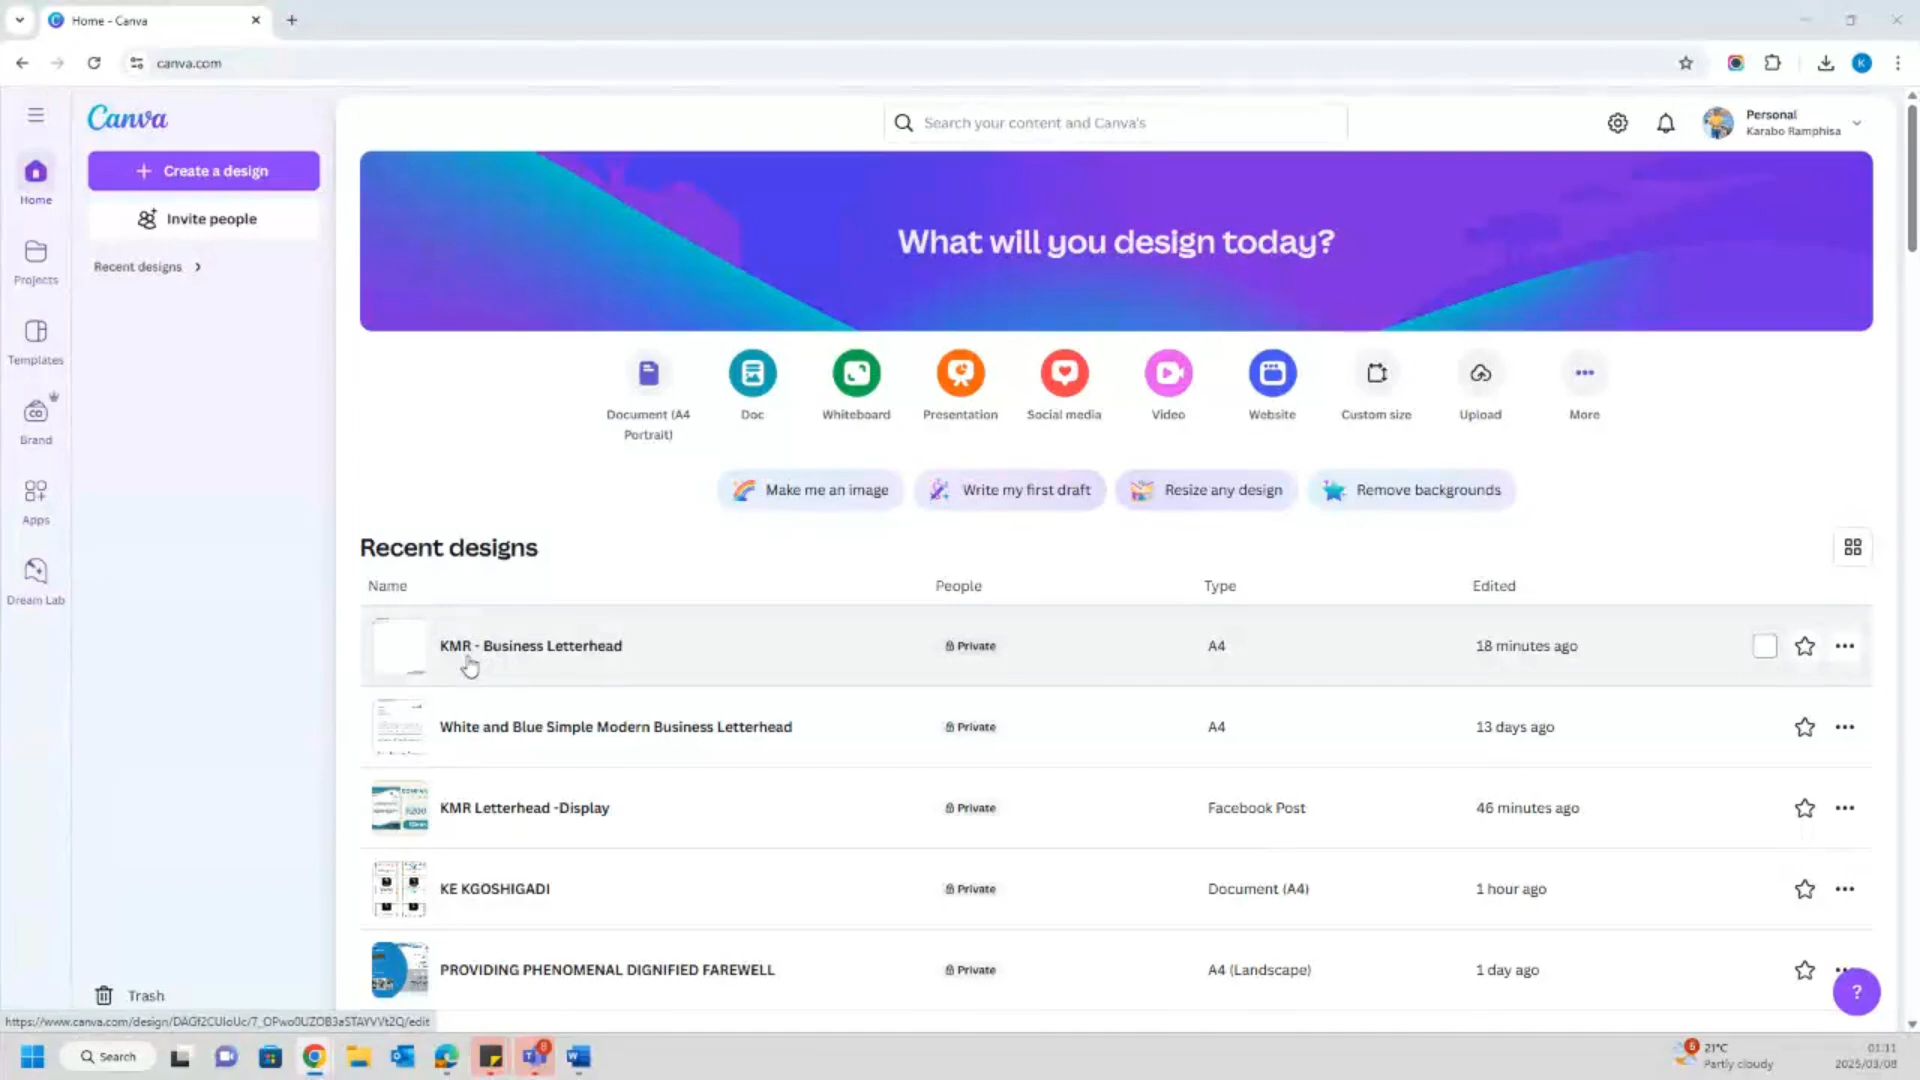 Home - Canva
canva.com
K
Canva
Search your content and Canva's
Personal
Karabo Ramphisa
Create a design
Invite people
Recent designs
Home
Projects
Templates
Brand
Apps
Dream Lab
What will you design today?
Document (A4 Portrait)
Doc
Whiteboard
Presentation
Social media
Video
Website
Custom size
Upload
More
Make me an image
Write my first draft
Resize any design
Remove backgrounds
Recent designs
Name People Type Edited
KMR - Business Letterhead Private A4 18 minutes ago
White and Blue Simple Modern Business Letterhead Private A4 13 days ago
KMR Letterhead -Display Private Facebook Post 46 minutes ago
KE KGOSHIGADI Private Document (A4) 1 hour ago
PROVIDING PHENOMENAL DIGNIFIED FAREWELL Private A4 (Landscape) 1 day ago
Trash
?
Search
21°C
Partly cloudy
01:11
2025/03/08